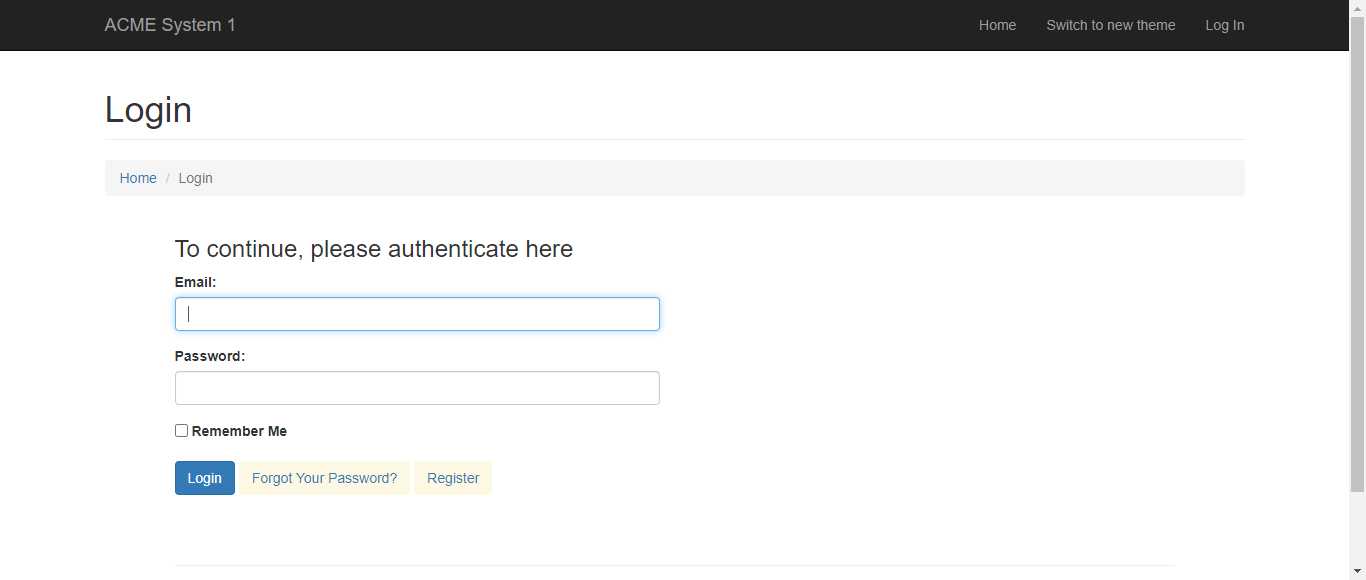 ACME System 1 Home Switch to new theme Log In
Login
Home / Login
To continue, please authenticate here
Email:
Password:
Remember Me
Login Forgot Your Password? Register